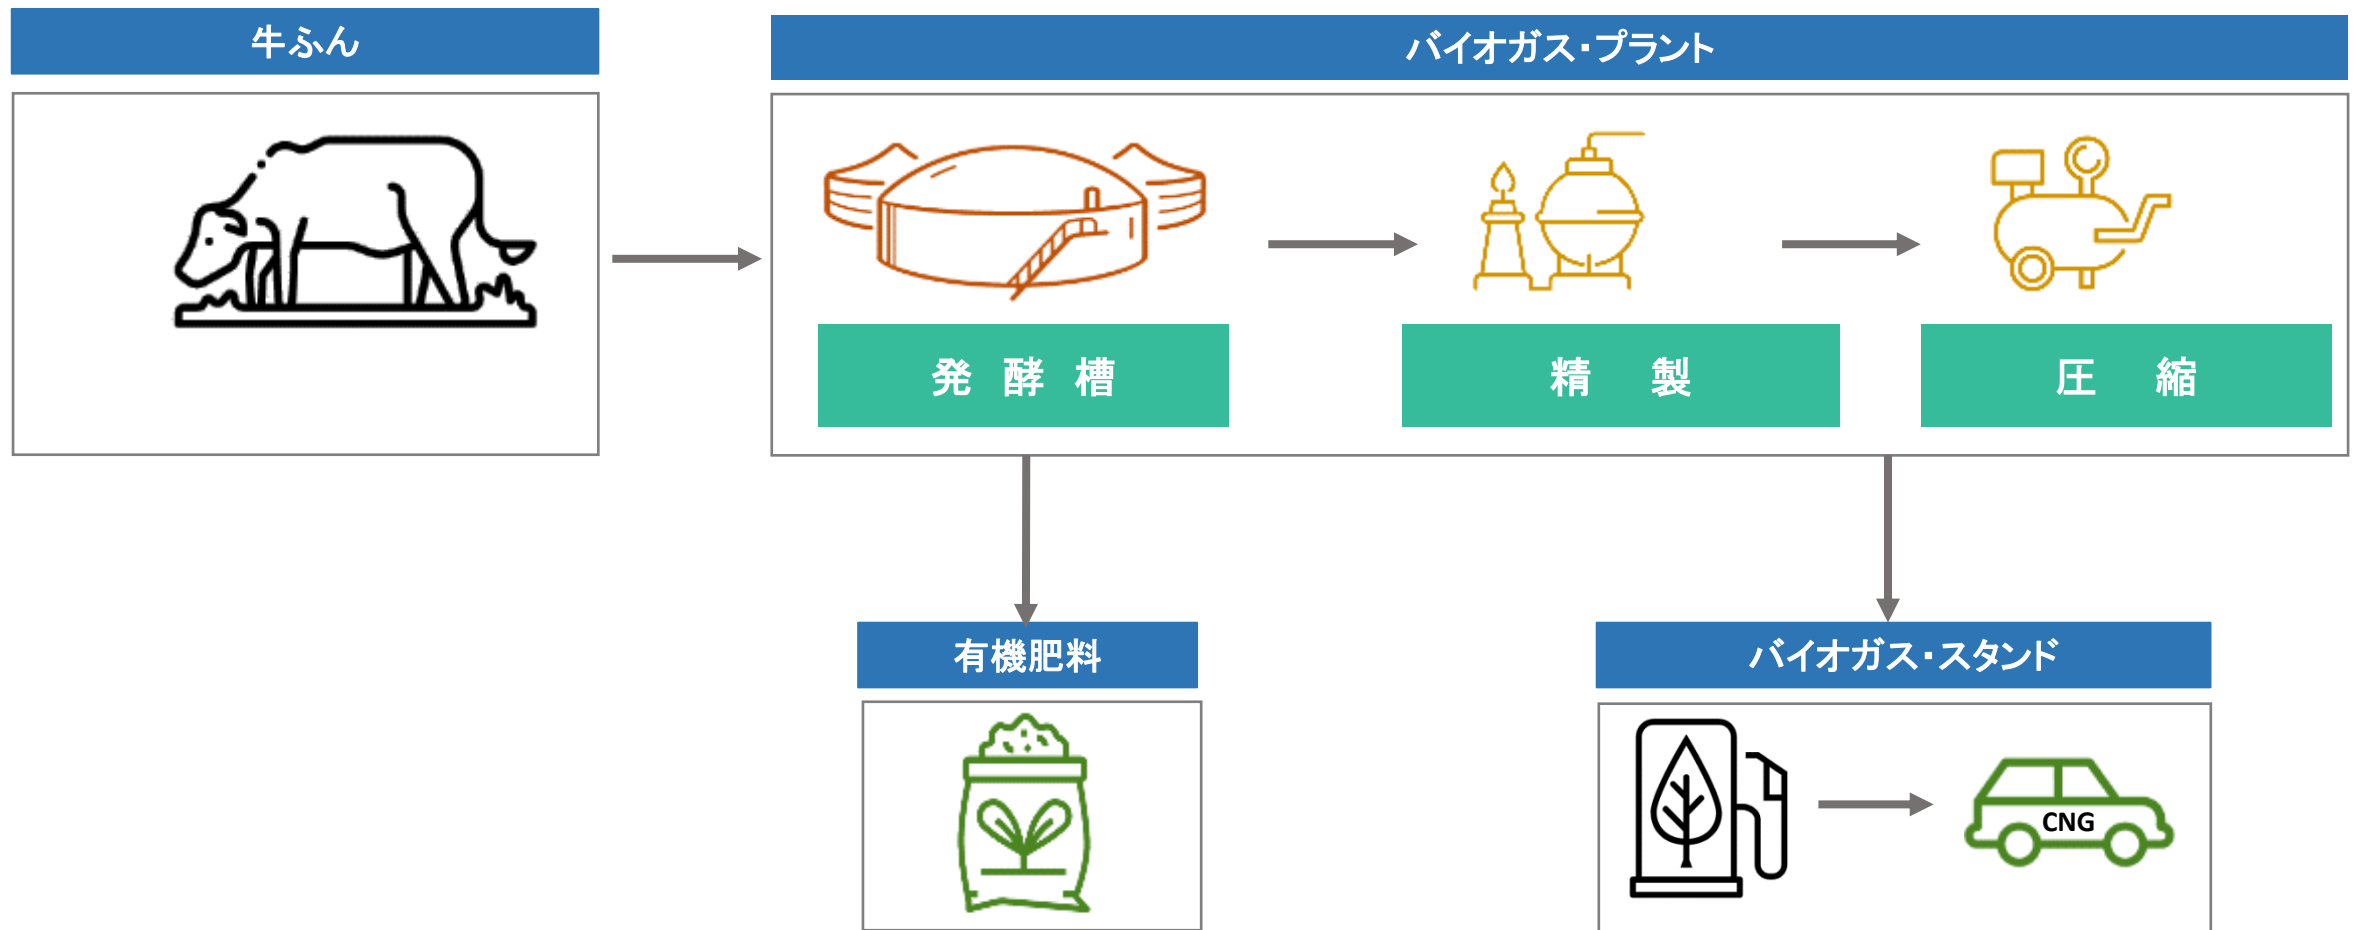 牛ふん
バイオガス・プラント
発 酵 槽
精 製
圧 縮
有機肥料
バイオガス・スタンド
CNG